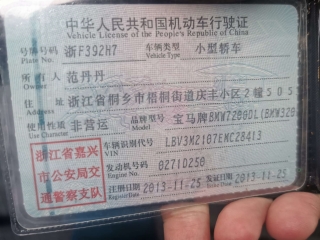 中华人民共和国机动车行驶证
Vehicle License of the People's Republic of China
号牌号码 浙F392H7 车辆类型 小型轿车
Plate No. Vehicle Type
所有人 范丹丹
Owner
住址 浙江省桐乡市梧桐街道庆丰小区2幢505
Address
使用性质 非营运 品牌型号 宝马牌BMW7200DL(BMW320
Use Character Model
浙江省嘉兴
市公安局交
通警察支队
车辆识别代号 LBV3M2107EMC28413
VIN
发动机号码 02710250
Engine No.
注册日期 2013-11-25 发证日期 2013-11-25
Register Date Issue Date